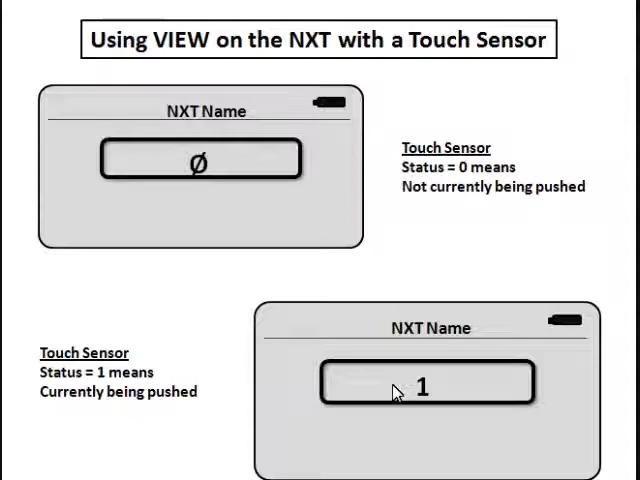 Using VIEW on the NXT with a Touch Sensor
NXT Name
Ø
Touch Sensor
Status = 0 means
Not currently being pushed
Touch Sensor
Status = 1 means
Currently being pushed
NXT Name
1